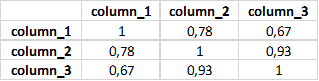 column_1 column_2 column_3
column_1 1 0,78 0,67
column_2 0,78 1 0,93
column_3 0,67 0,93 1